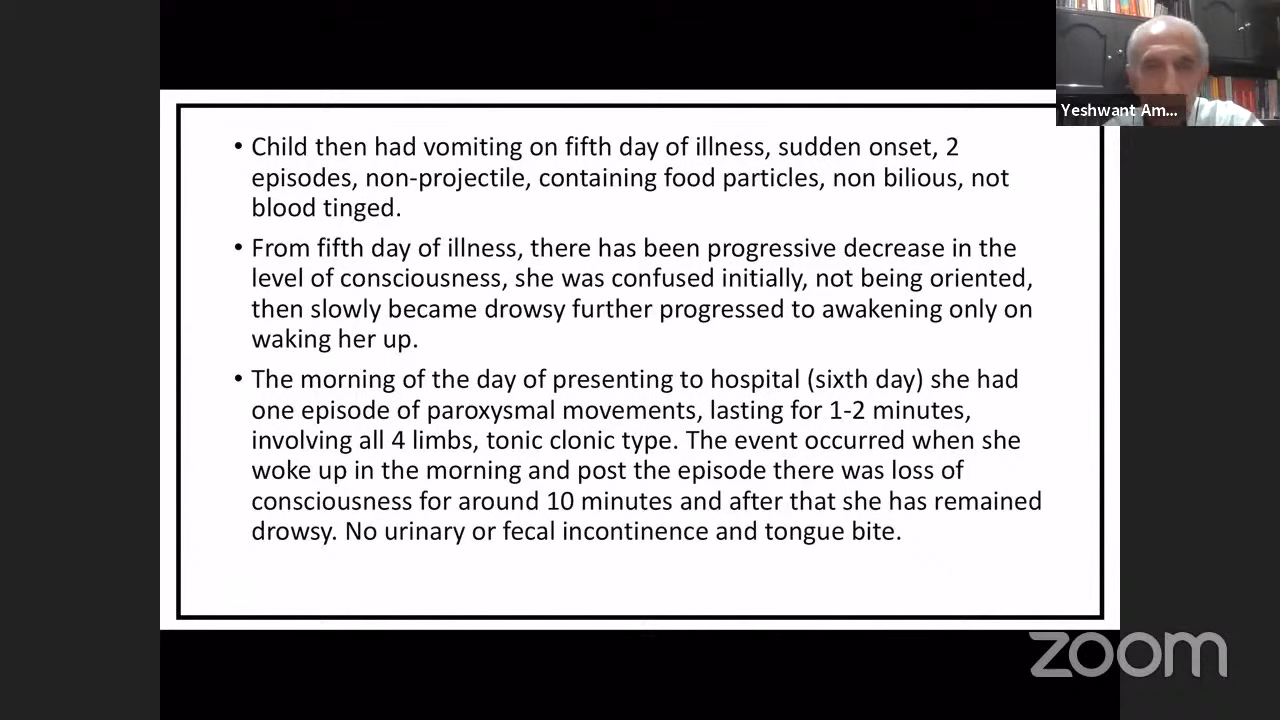 Yeshwant Am...
• Child then had vomiting on fifth day of illness, sudden onset, 2
episodes, non-projectile, containing food particles, non bilious, not
blood tinged.
• From fifth day of illness, there has been progressive decrease in the
level of consciousness, she was confused initially, not being oriented,
then slowly became drowsy further progressed to awakening only on
waking her up.
• The morning of the day of presenting to hospital (sixth day) she had
one episode of paroxysmal movements, lasting for 1-2 minutes,
involving all 4 limbs, tonic clonic type. The event occurred when she
woke up in the morning and post the episode there was loss of
consciousness for around 10 minutes and after that she has remained
drowsy. No urinary or fecal incontinence and tongue bite.
zoom